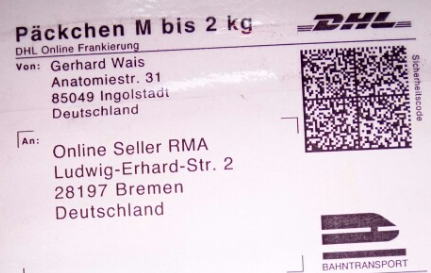 Päckchen M bis 2 kg
DHL
DHL Online Frankierung
Von: Gerhard Wais
Anatomiestr. 31
85049 Ingolstadt
Deutschland
Sicherheitscode
An: Online Seller RMA
Ludwig-Erhard-Str. 2
28197 Bremen
Deutschland
BAHNTRANSPORT